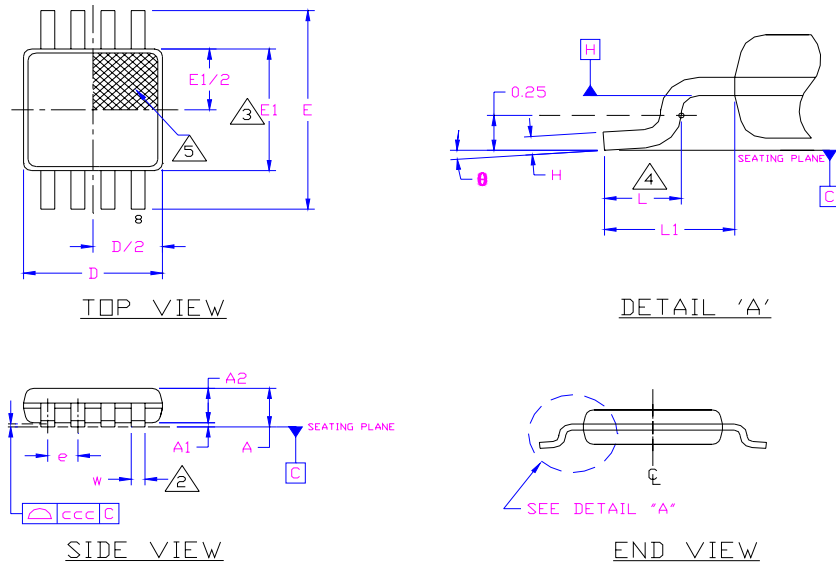 E1/2
3
E1
E
5
8
D/2
D
TOP VIEW
H
0.25
SEATING PLANE
θ
H
4
L
C
L1
DETAIL 'A'
A2
SEATING PLANE
A1
A
e
w
2
C
ccc C
SIDE VIEW
℄
SEE DETAIL "A"
END VIEW